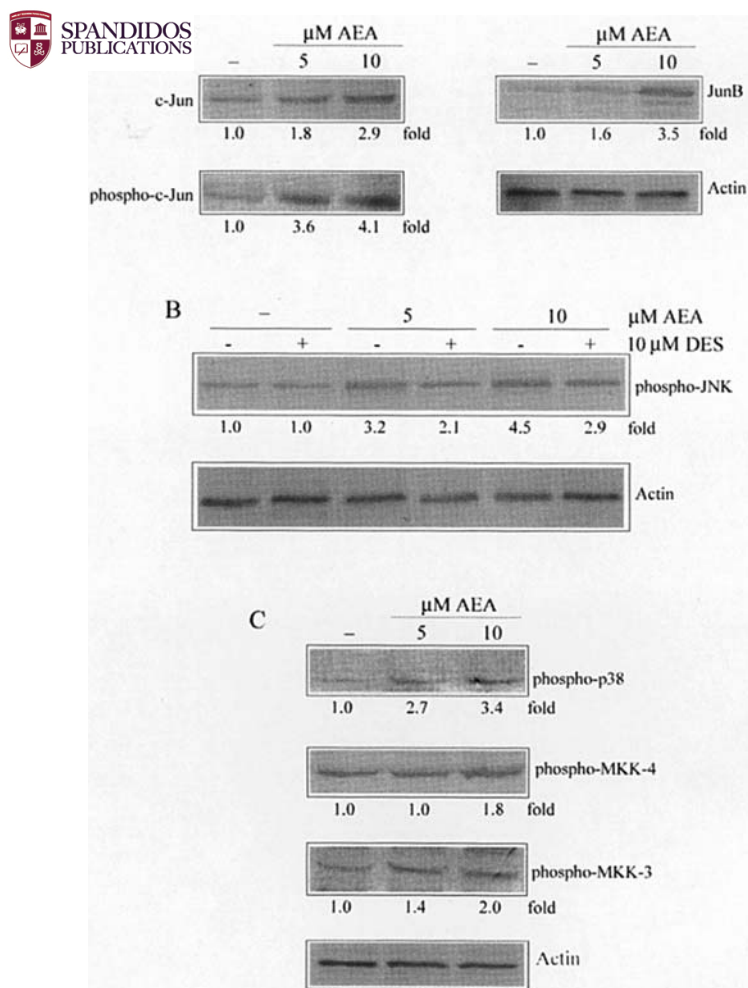 SPANDIDOS
PUBLICATIONS
μM AEA
– 5 10
c-Jun
1.0 1.8 2.9 fold
phospho-c-Jun
1.0 3.6 4.1 fold
μM AEA
– 5 10
JunB
1.0 1.6 3.5 fold
Actin
B
– 5 10 μM AEA
- + - + - + 10 μM DES
phospho-JNK
1.0 1.0 3.2 2.1 4.5 2.9 fold
Actin
C
μM AEA
– 5 10
phospho-p38
1.0 2.7 3.4 fold
phospho-MKK-4
1.0 1.0 1.8 fold
phospho-MKK-3
1.0 1.4 2.0 fold
Actin